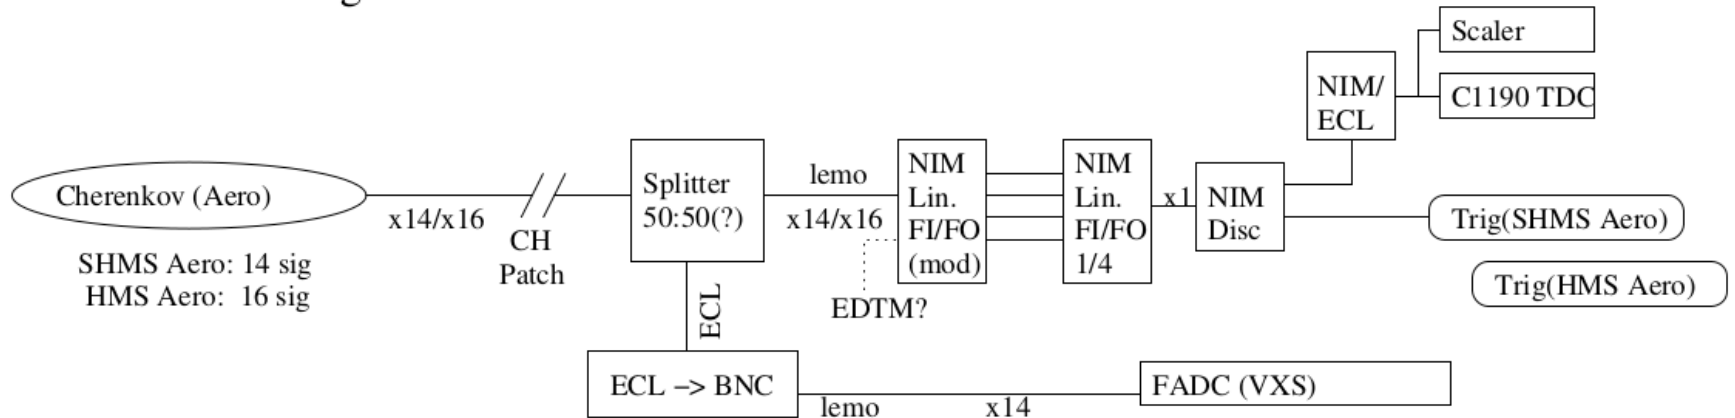 Scaler
NIM/
ECL
C1190 TDC
Cherenkov (Aero)
x14/x16
CH
Patch
SHMS Aero: 14 sig
HMS Aero:  16 sig
Splitter
50:50(?)
lemo
x14/x16
NIM
Lin.
FI/FO
(mod)
EDTM?
NIM
Lin.
FI/FO
1/4
x1
NIM
Disc
Trig(SHMS Aero)
Trig(HMS Aero)
ECL
ECL −> BNC
lemo
x14
FADC (VXS)